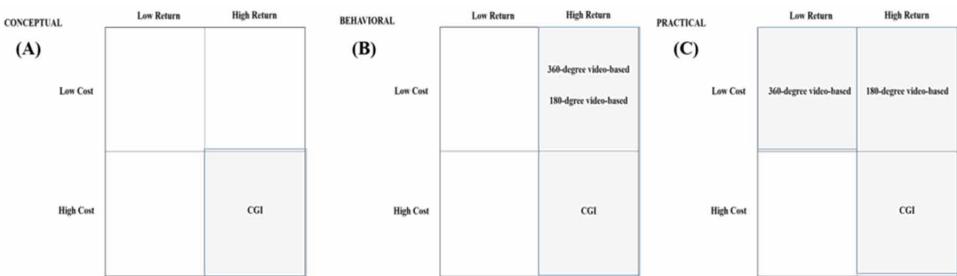 CONCEPTUAL
Low Return High Return
(A)
Low Cost
High Cost
CGI
BEHAVIORAL
Low Return High Return
(B)
Low Cost
360-degree video-based
180-dgree video-based
High Cost
CGI
PRACTICAL
Low Return High Return
(C)
Low Cost
360-degree video-based 180-degree video-based
High Cost
CGI